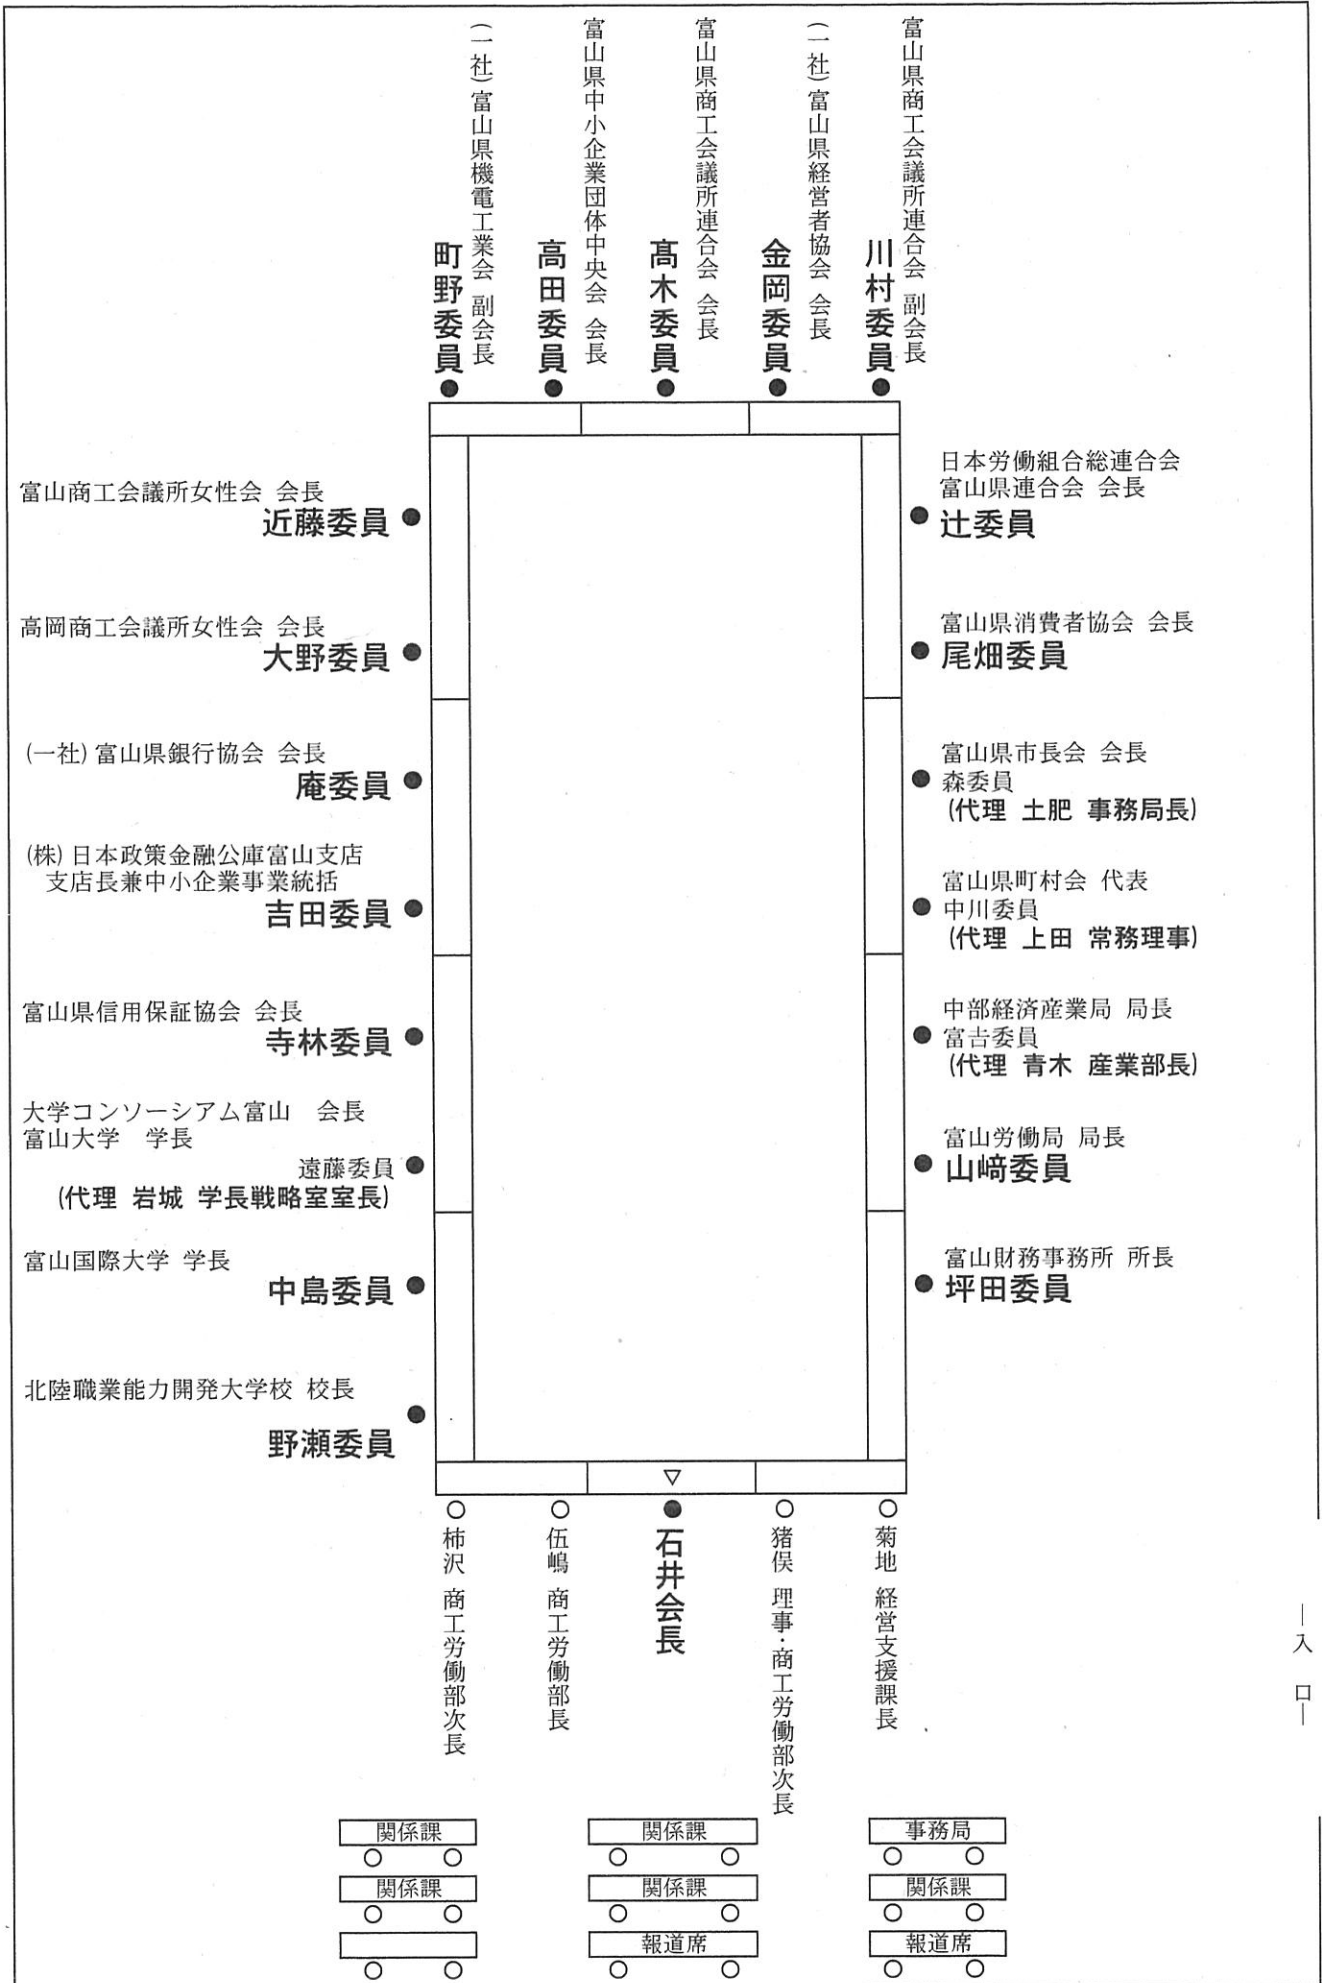 富山県商工会議所連合会 副会長
川村委員
(一社)富山県経営者協会 会長
金岡委員
富山県商工会議所連合会 会長
髙木委員
富山県中小企業団体中央会 会長
高田委員
(一社)富山県機電工業会 副会長
町野委員
富山商工会議所女性会 会長
近藤委員
高岡商工会議所女性会 会長
大野委員
(一社)富山県銀行協会 会長
庵委員
(株)日本政策金融公庫富山支店
支店長兼中小企業事業統括
吉田委員
富山県信用保証協会 会長
寺林委員
大学コンソーシアム富山 会長
富山大学 学長
遠藤委員
(代理 岩城 学長戦略室室長)
富山国際大学 学長
中島委員
北陸職業能力開発大学校 校長
野瀬委員
日本労働組合総連合会
富山県連合会 会長
辻委員
富山県消費者協会 会長
尾畑委員
富山県市長会 会長
森委員
(代理 土肥 事務局長)
富山県町村会 代表
中川委員
(代理 上田 常務理事)
中部経済産業局 局長
富𠮷委員
(代理 青木 産業部長)
富山労働局 局長
山﨑委員
富山財務事務所 所長
坪田委員
菊地 経営支援課長
猪俣 理事・商工労働部次長
石井会長
伍嶋 商工労働部長
柿沢 商工労働部次長
―入 口―
関係課
関係課
事務局
関係課
関係課
関係課
報道席
報道席